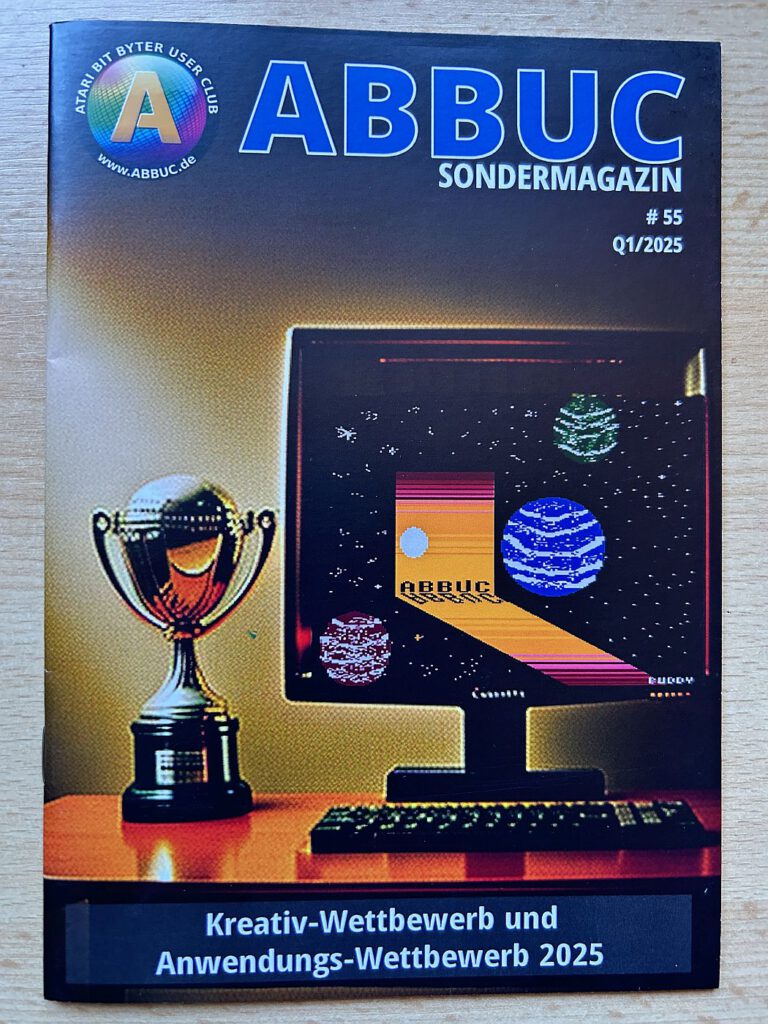 ATARI BIT BYTER USER CLUB
A
www.ABBUC.de
ABBUC
SONDERMAGAZIN
# 55
Q1/2025
ABBUC
ABBUC
BUDDY
Kreativ-Wettbewerb und
Anwendungs-Wettbewerb 2025